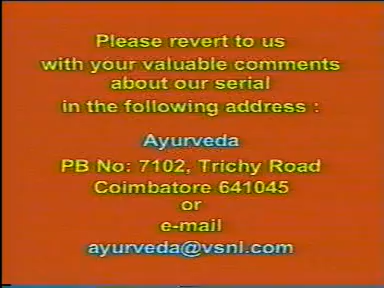 Please revert to us
with your valuable comments
about our serial
in the following address :
Ayurveda
PB No: 7102, Trichy Road
Coimbatore 641045
or
e-mail
ayurveda@vsnl.com